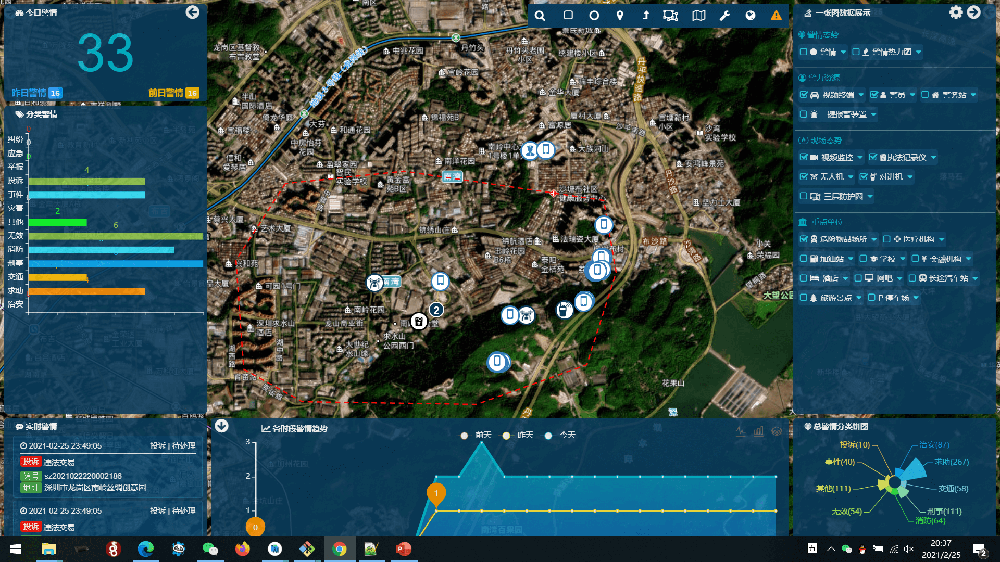 今日警情
33
昨日警情 16
前日警情 16
分类警情
0
纠纷 0
应急 0
举报
4
投诉
事件 0
灾害
2
其他
6
无效
消防
刑事
2
交通
4
求助
治安
实时警情
2021-02-25 23:49:05 投诉 | 待处理
投诉 违法交易
编号 sz2021022220002186
地址 深圳市龙岗区南岭丝绸创意园
2021-02-25 23:49:05 投诉 | 待处理
投诉 违法交易
龙岗区基督教
布吉教堂
中兆花园
丹竹头
丹竹头老围
小区
景民新城
统建楼小区
地铁3号线(龙岗线)
宝岭花园
瑞丰综合楼
金华大厦
丹平快速路
半山
国际酒店
倚龙华庭
大芬
和通花园
锦福苑B
厦村大厦
富源居
官塘新村
小区
沙平南路
沙湾
实验学校
宝福楼
中房怡芬
花园
信和
爱琴居
盈翠家园
智民
实验学校
南洋花园
南岭中心大
1号楼1单
大族河山
安鸿峰景苑
南湾
黄金富
苑B区
沙塘布社区
健康服务中心
丹沙路
坚力士大厦
蔡兴大厦
艺术大厦
锦绣山庄
锦航酒店
法瑞姿大厦
玉岭花园
B6栋
布沙路
沙湾路
小关
荣福园
兴和苑
泰阳
金桔苑
可园1号门
南湾
望桐路
大望公园
南岭花园
2
深圳求水山
酒店
龙山商业街
求水山
公园西门
大世纪
水山缘
湖西路
湖中路
育苗路
花果山
深
各时段警情趋势
前天 昨天 今天
3
2
1
1
0
一张图数据展示
警情态势
警情 警情热力图
警力资源
视频终端 警员 警务站
一键报警装置
现场态势
视频监控 执法记录仪
无人机 对讲机
三层防护圈
重点单位
危险物品场所 医疗机构
加油站 学校 金融机构
酒店 网吧 长途汽车站
旅游景点 P 停车场
总警情分类饼图
投诉(10) 治安(87)
事件(40) 求助(267)
其他(111) 交通(58)
无效(54) 刑事(111)
消防(64)
五
20:37
2021/2/25
2